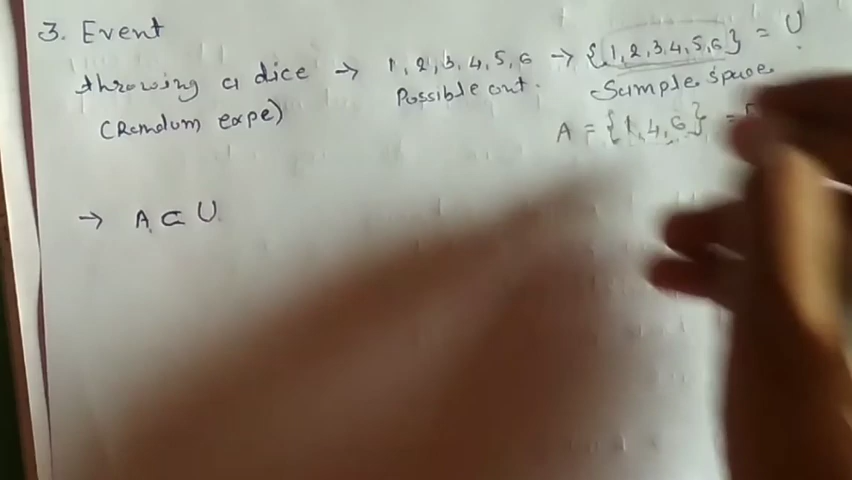 3. Event
throwing a dice → 1, 2, 3, 4, 5, 6 → {1, 2, 3, 4, 5, 6} = U
(Random expe) Possible out. Sample space
A = {1, 4, 6} =
→ A ⊂ U